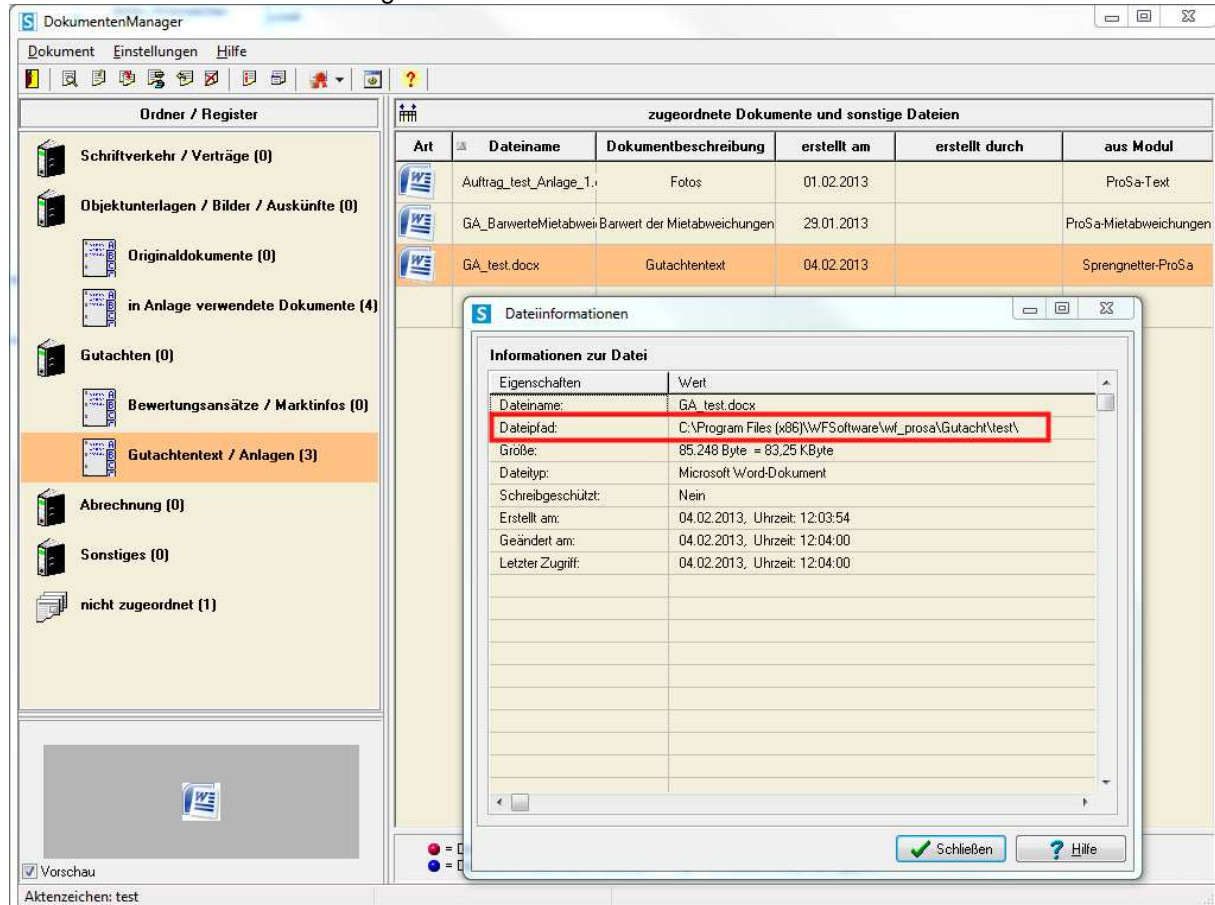 DokumentenManager
Dokument Einstellungen Hilfe
Ordner / Register
zugeordnete Dokumente und sonstige Dateien
Schriftverkehr / Verträge (0)
Objektunterlagen / Bilder / Auskünfte (0)
Originaldokumente (0)
in Anlage verwendete Dokumente (4)
Gutachten (0)
Bewertungsansätze / Marktinfos (0)
Gutachtentext / Anlagen (3)
Abrechnung (0)
Sonstiges (0)
nicht zugeordnet (1)
Art Dateiname Dokumentbeschreibung erstellt am erstellt durch aus Modul
Auftrag_test_Anlage_1. Fotos 01.02.2013 ProSa-Text
GA_BarwerteMietabwei Barwert der Mietabweichungen 29.01.2013 ProSa-Mietabweichungen
GA_test.docx Gutachtentext 04.02.2013 Sprengnetter-ProSa
Dateiinformationen
Informationen zur Datei
Eigenschaften Wert
Dateiname: GA_test.docx
Dateipfad: C:\Program Files (x86)\WFSoftware\wf_prosa\Gutacht\test\
Größe: 85.248 Byte = 83,25 KByte
Dateityp: Microsoft Word-Dokument
Schreibgeschützt: Nein
Erstellt am: 04.02.2013, Uhrzeit: 12:03:54
Geändert am: 04.02.2013, Uhrzeit: 12:04:00
Letzter Zugriff: 04.02.2013, Uhrzeit: 12:04:00
Schließen Hilfe
= D
= D
Vorschau
Aktenzeichen: test